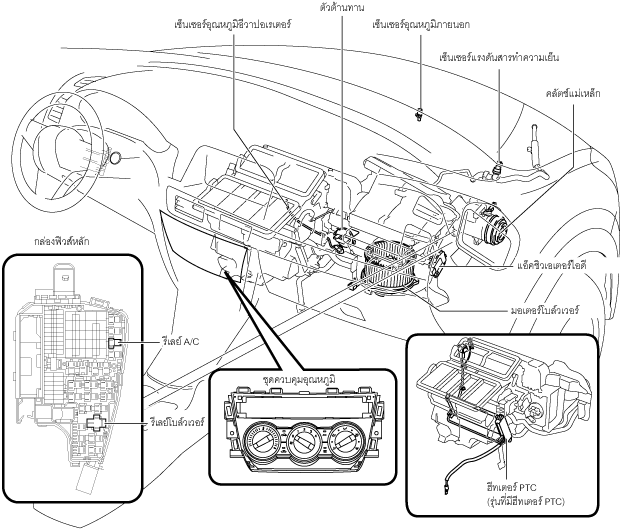 ตัวต้านทาน
เซ็นเซอร์อุณหภูมิอีวาปอเรเตอร์
เซ็นเซอร์อุณหภูมิภายนอก
เซ็นเซอร์แรงดันสารทำความเย็น
คลัตช์แม่เหล็ก
กล่องฟิวส์หลัก
แอ็คชิวเอเตอร์ไอดี
มอเตอร์โบล์วเวอร์
รีเลย์ A/C
ชุดควบคุมอุณหภูมิ
รีเลย์โบล์วเวอร์
ฮีทเตอร์ PTC
(รุ่นที่มีฮีทเตอร์ PTC)